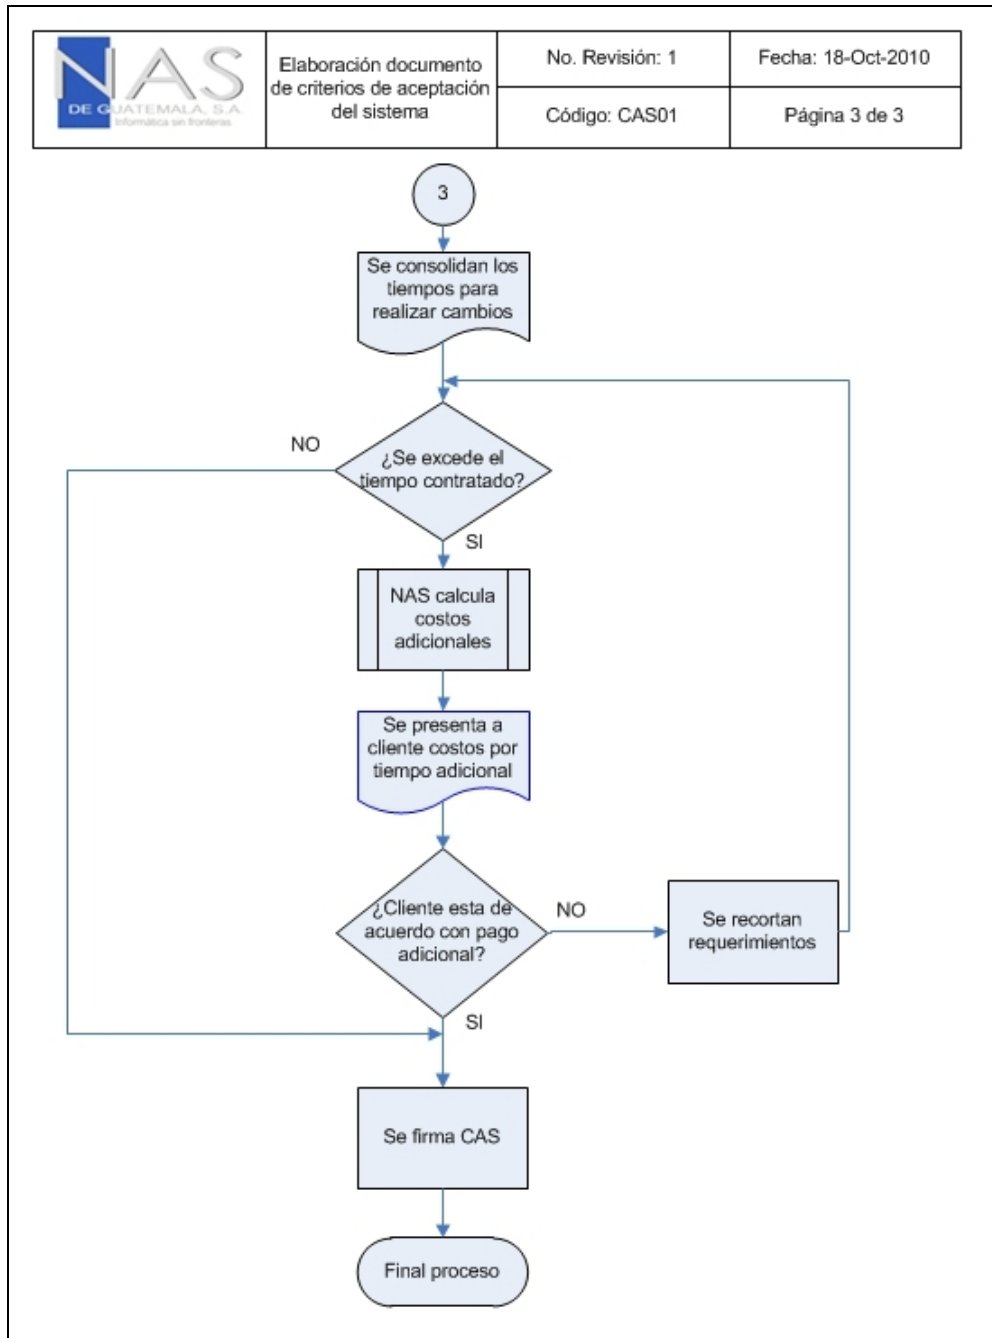 NAS
DE GUATEMALA, S.A.
Informática sin fronteras
Elaboración documento
de criterios de aceptación
del sistema
No. Revisión: 1
Fecha: 18-Oct-2010
Código: CAS01
Página 3 de 3
3
Se consolidan los
tiempos para
realizar cambios
NO
¿Se excede el
tiempo contratado?
SI
NAS calcula
costos
adicionales
Se presenta a
cliente costos por
tiempo adicional
¿Cliente esta de
acuerdo con pago
adicional?
NO
Se recortan
requerimientos
SI
Se firma CAS
Final proceso